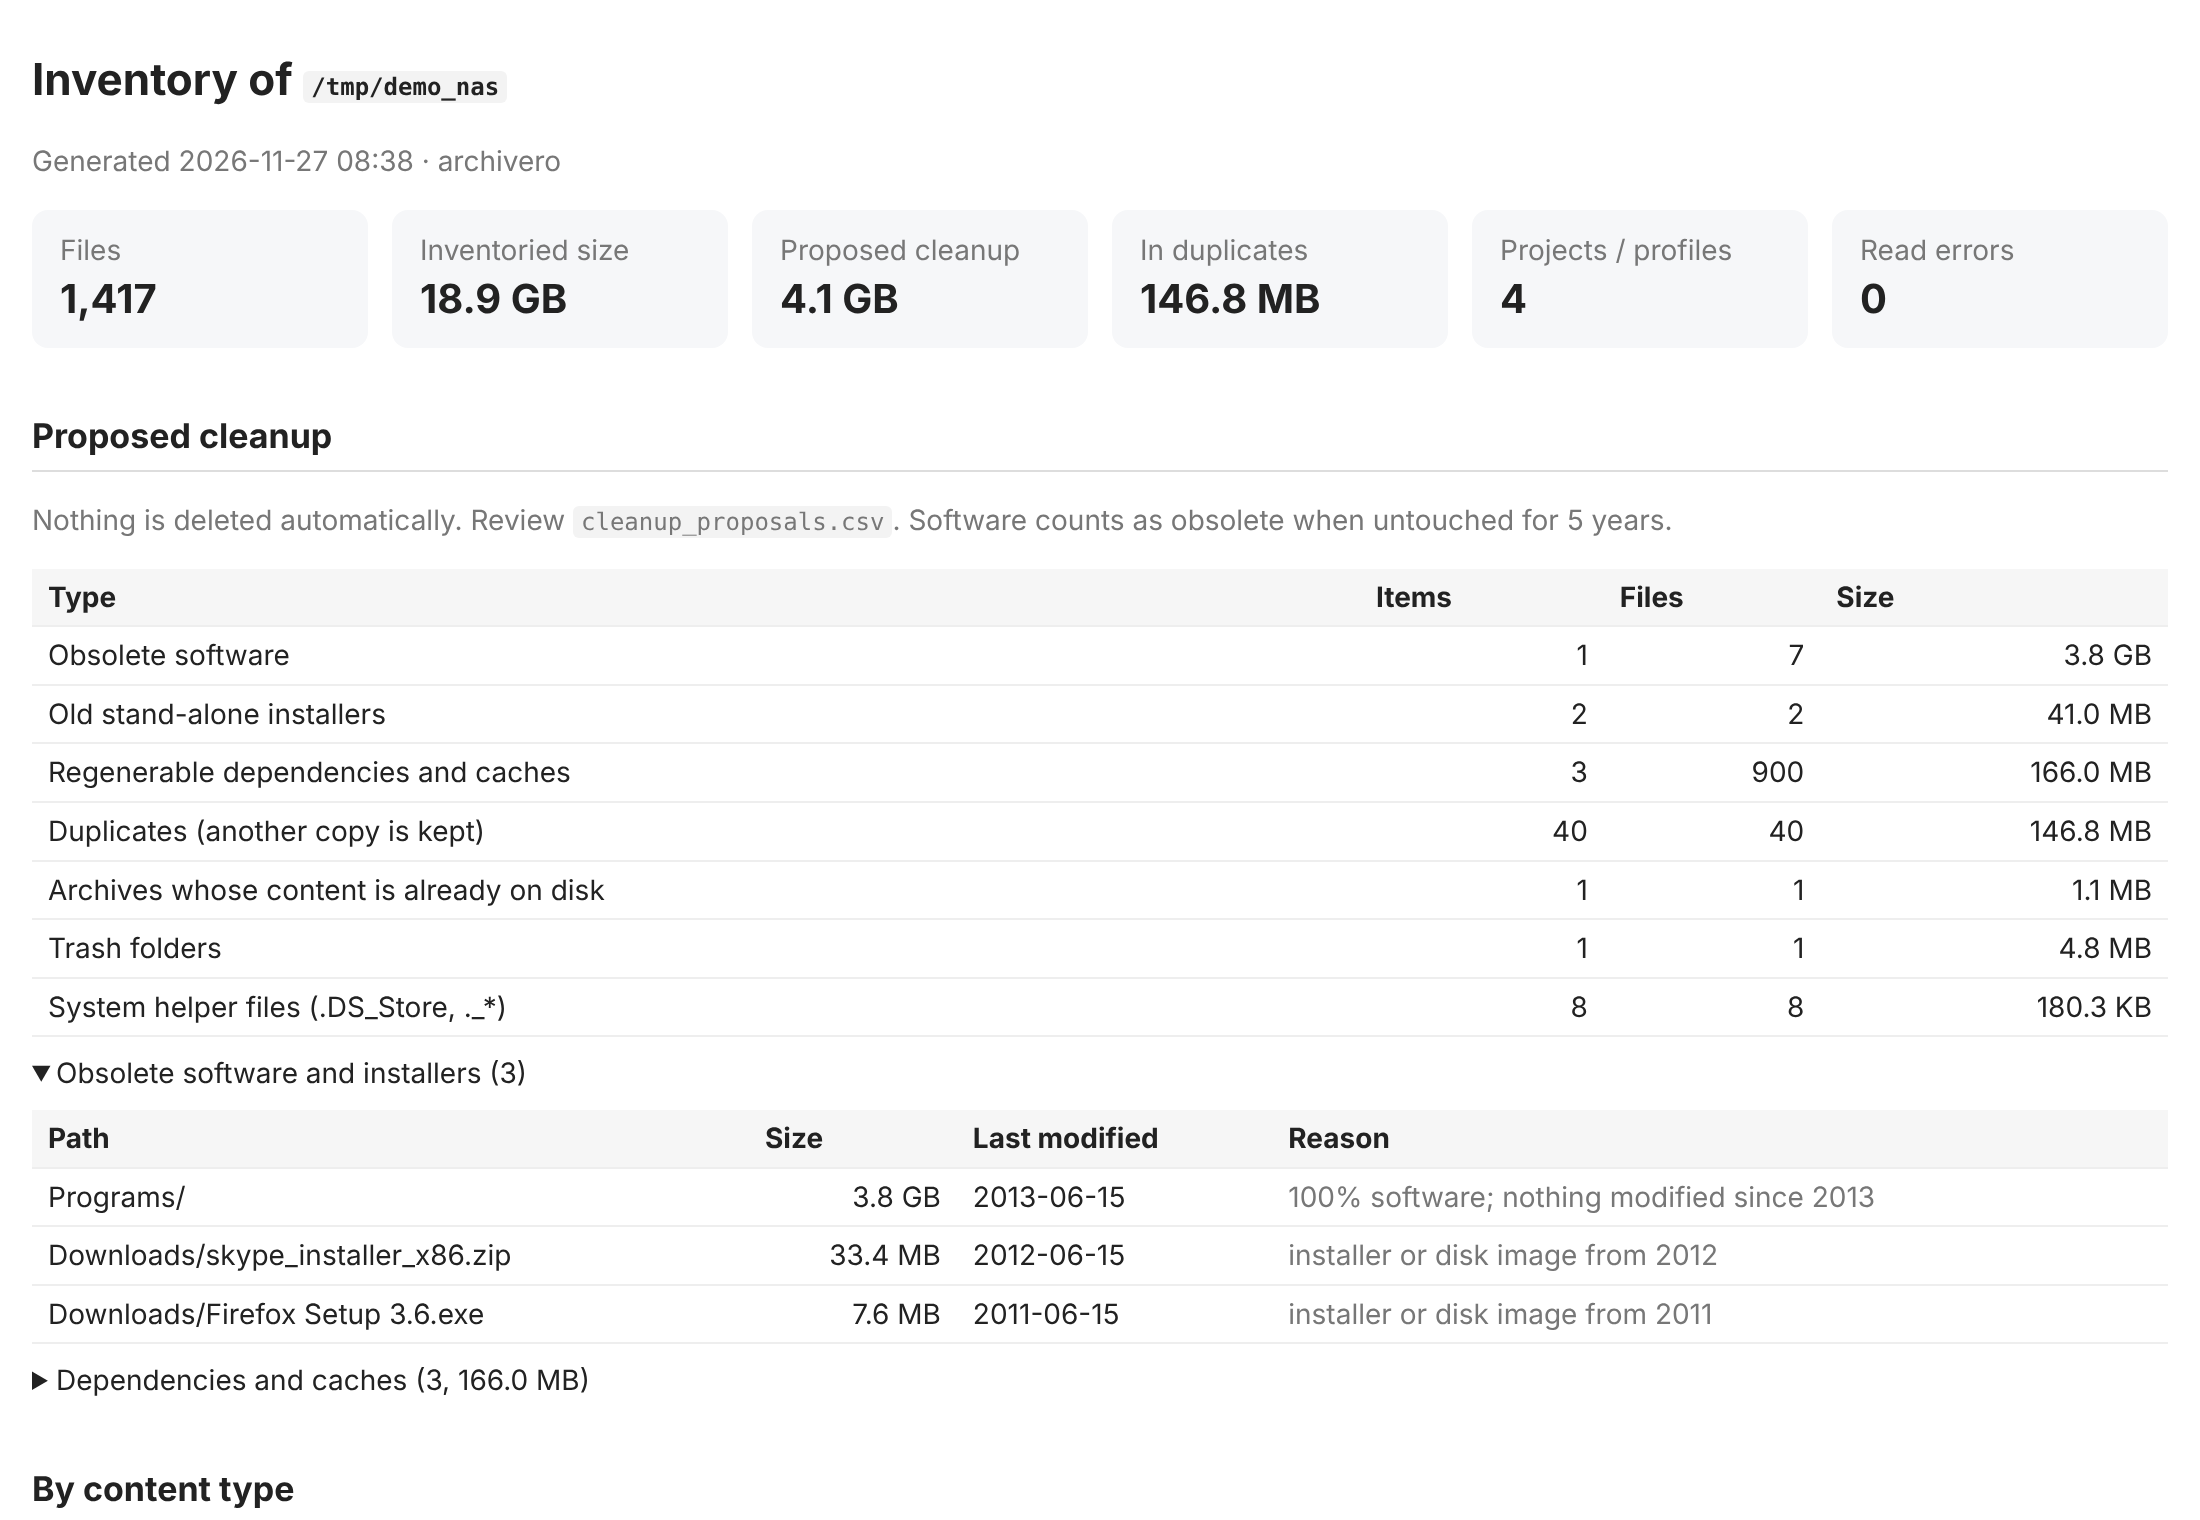 Inventory of /tmp/demo_nas
Generated 2026-11-27 08:38 · archivero
Files Inventoried size Proposed cleanup In duplicates Projects / profiles Read errors
1,417 18.9 GB 4.1 GB 146.8 MB 4 0
Proposed cleanup
Nothing is deleted automatically. Review cleanup_proposals.csv. Software counts as obsolete when untouched for 5 years.
Type Items Files Size
Obsolete software 1 7 3.8 GB
Old stand-alone installers 2 2 41.0 MB
Regenerable dependencies and caches 3 900 166.0 MB
Duplicates (another copy is kept) 40 40 146.8 MB
Archives whose content is already on disk 1 1 1.1 MB
Trash folders 1 1 4.8 MB
System helper files (.DS_Store, ._*) 8 8 180.3 KB
▼ Obsolete software and installers (3)
Path Size Last modified Reason
Programs/ 3.8 GB 2013-06-15 100% software; nothing modified since 2013
Downloads/skype_installer_x86.zip 33.4 MB 2012-06-15 installer or disk image from 2012
Downloads/Firefox Setup 3.6.exe 7.6 MB 2011-06-15 installer or disk image from 2011
▶ Dependencies and caches (3, 166.0 MB)
By content type